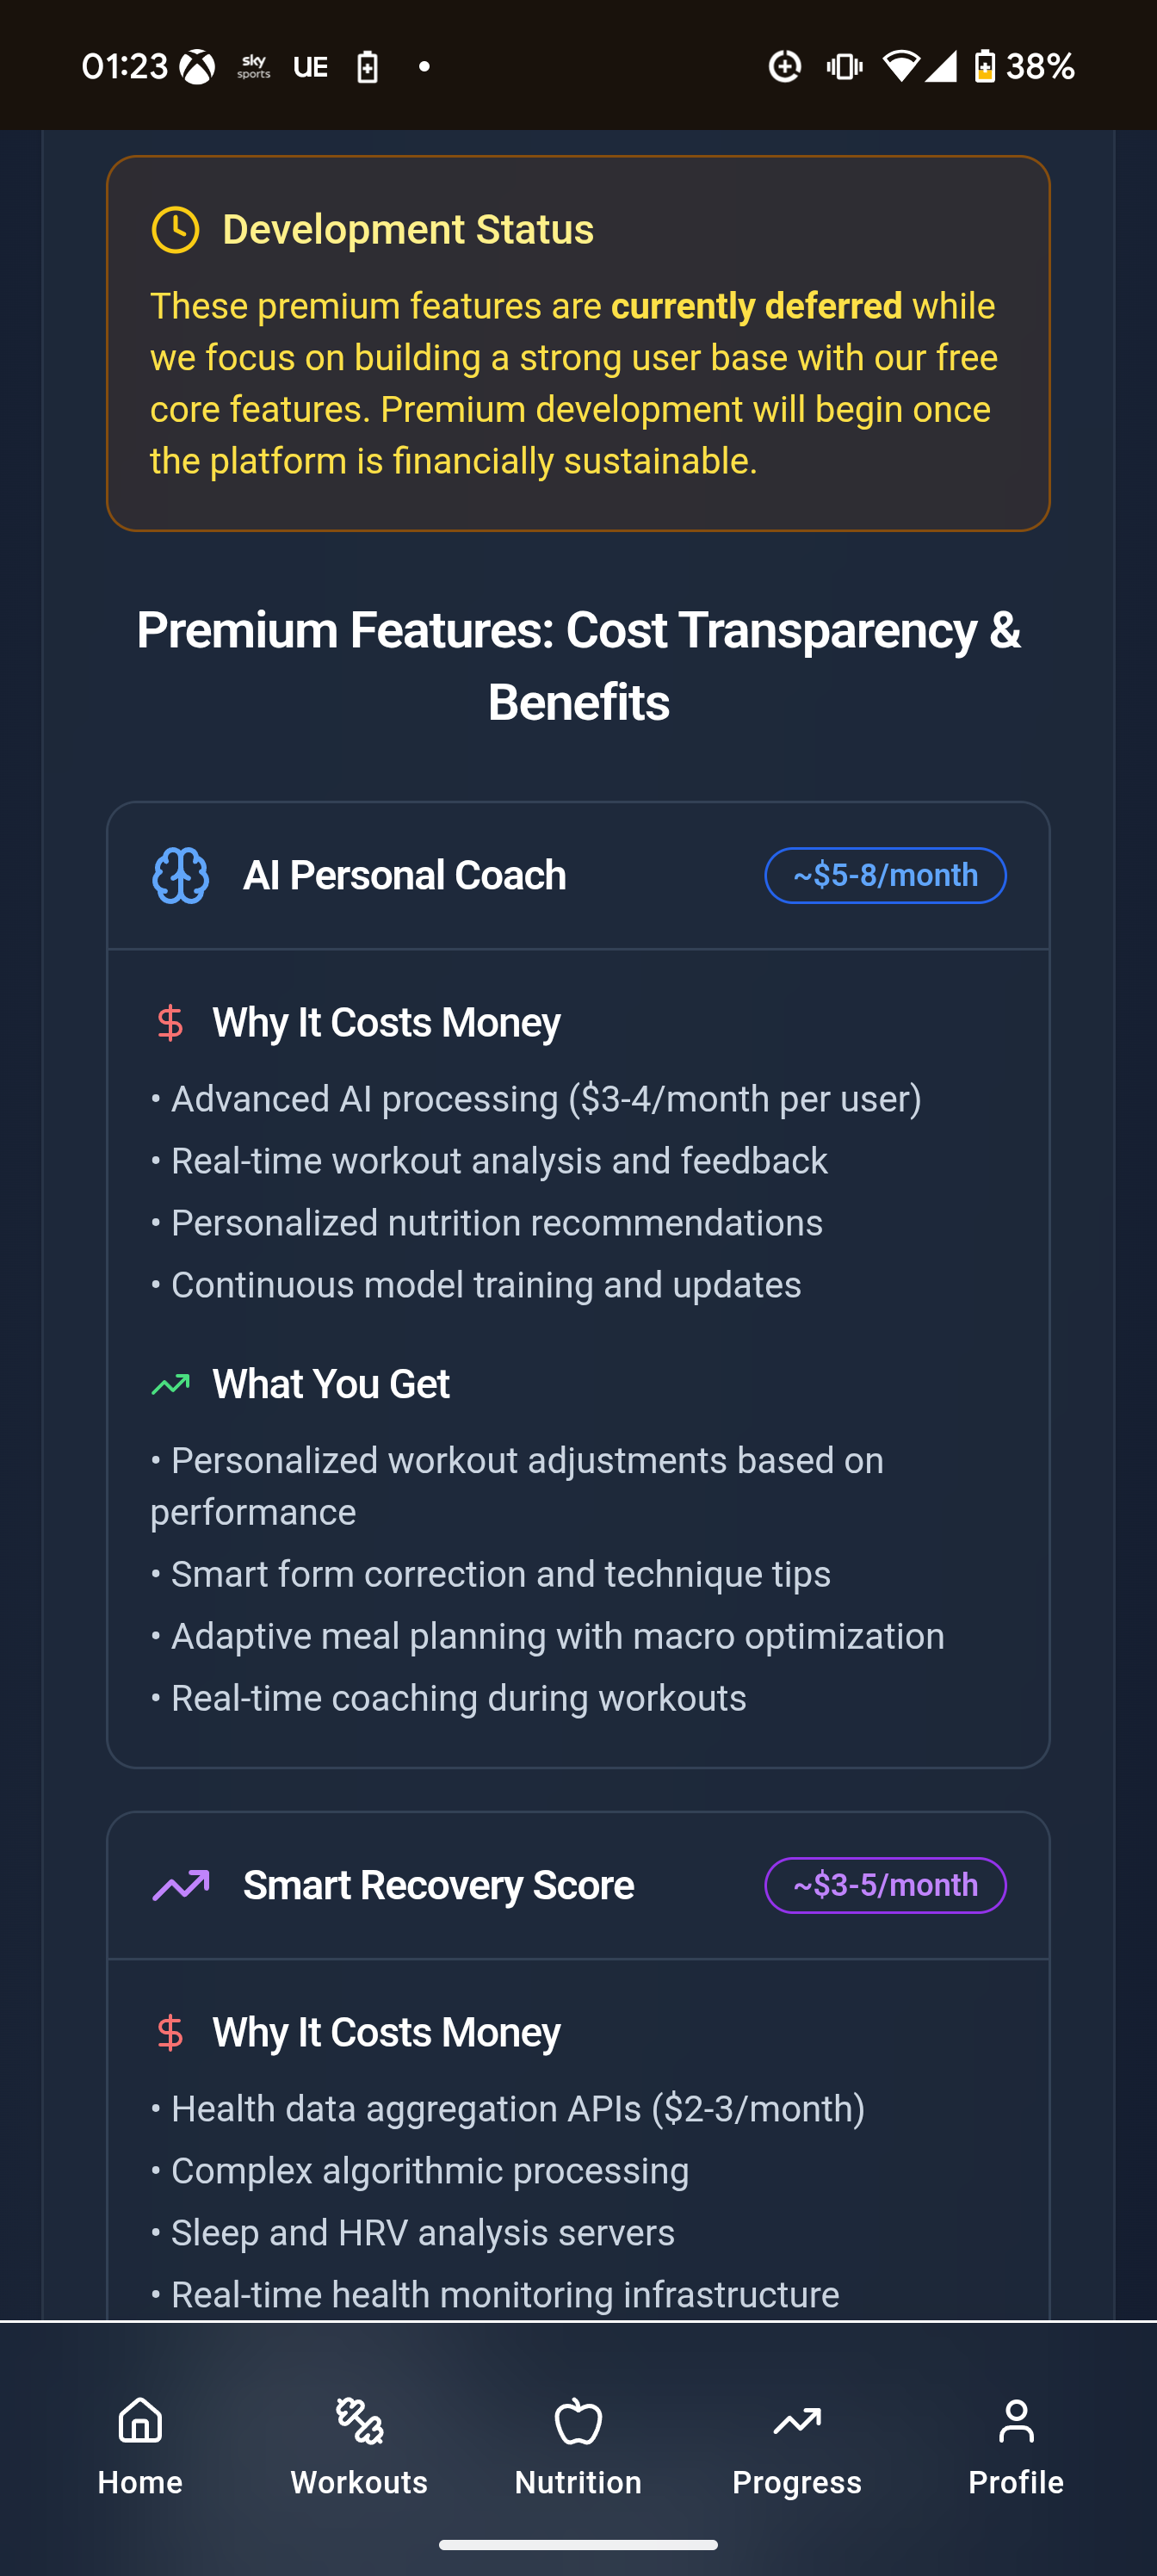 01:23 sky sports UE 38%
Development Status
These premium features are currently deferred while
we focus on building a strong user base with our free
core features. Premium development will begin once
the platform is financially sustainable.
Premium Features: Cost Transparency &
Benefits
AI Personal Coach ~$5-8/month
$ Why It Costs Money
• Advanced AI processing ($3-4/month per user)
• Real-time workout analysis and feedback
• Personalized nutrition recommendations
• Continuous model training and updates
What You Get
• Personalized workout adjustments based on
performance
• Smart form correction and technique tips
• Adaptive meal planning with macro optimization
• Real-time coaching during workouts
Smart Recovery Score ~$3-5/month
$ Why It Costs Money
• Health data aggregation APIs ($2-3/month)
• Complex algorithmic processing
• Sleep and HRV analysis servers
• Real-time health monitoring infrastructure
Home Workouts Nutrition Progress Profile